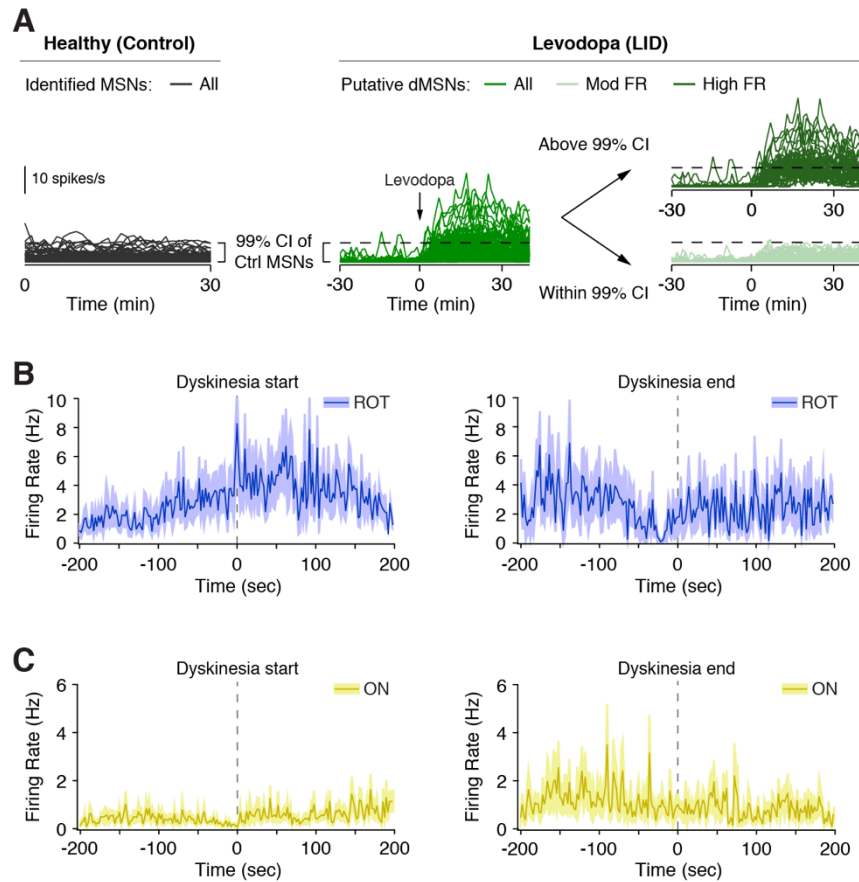 A
Healthy (Control)
Levodopa (LID)
Identified MSNs: All
Putative dMSNs: All Mod FR High FR
Above 99% CI
10 spikes/s
Levodopa
99% CI of
Ctrl MSNs
-30 0 30
Time (min)
0 30
Time (min)
-30 0 30
Time (min)
Within 99% CI
-30 0 30
Time (min)
B
Dyskinesia start
ROT
Firing Rate (Hz)
10
8
6
4
2
0
-200 -100 0 100 200
Time (sec)
Dyskinesia end
ROT
Firing Rate (Hz)
10
8
6
4
2
0
-200 -100 0 100 200
Time (sec)
C
Dyskinesia start
ON
Firing Rate (Hz)
6
4
2
0
-200 -100 0 100 200
Time (sec)
Dyskinesia end
ON
Firing Rate (Hz)
6
4
2
0
-200 -100 0 100 200
Time (sec)